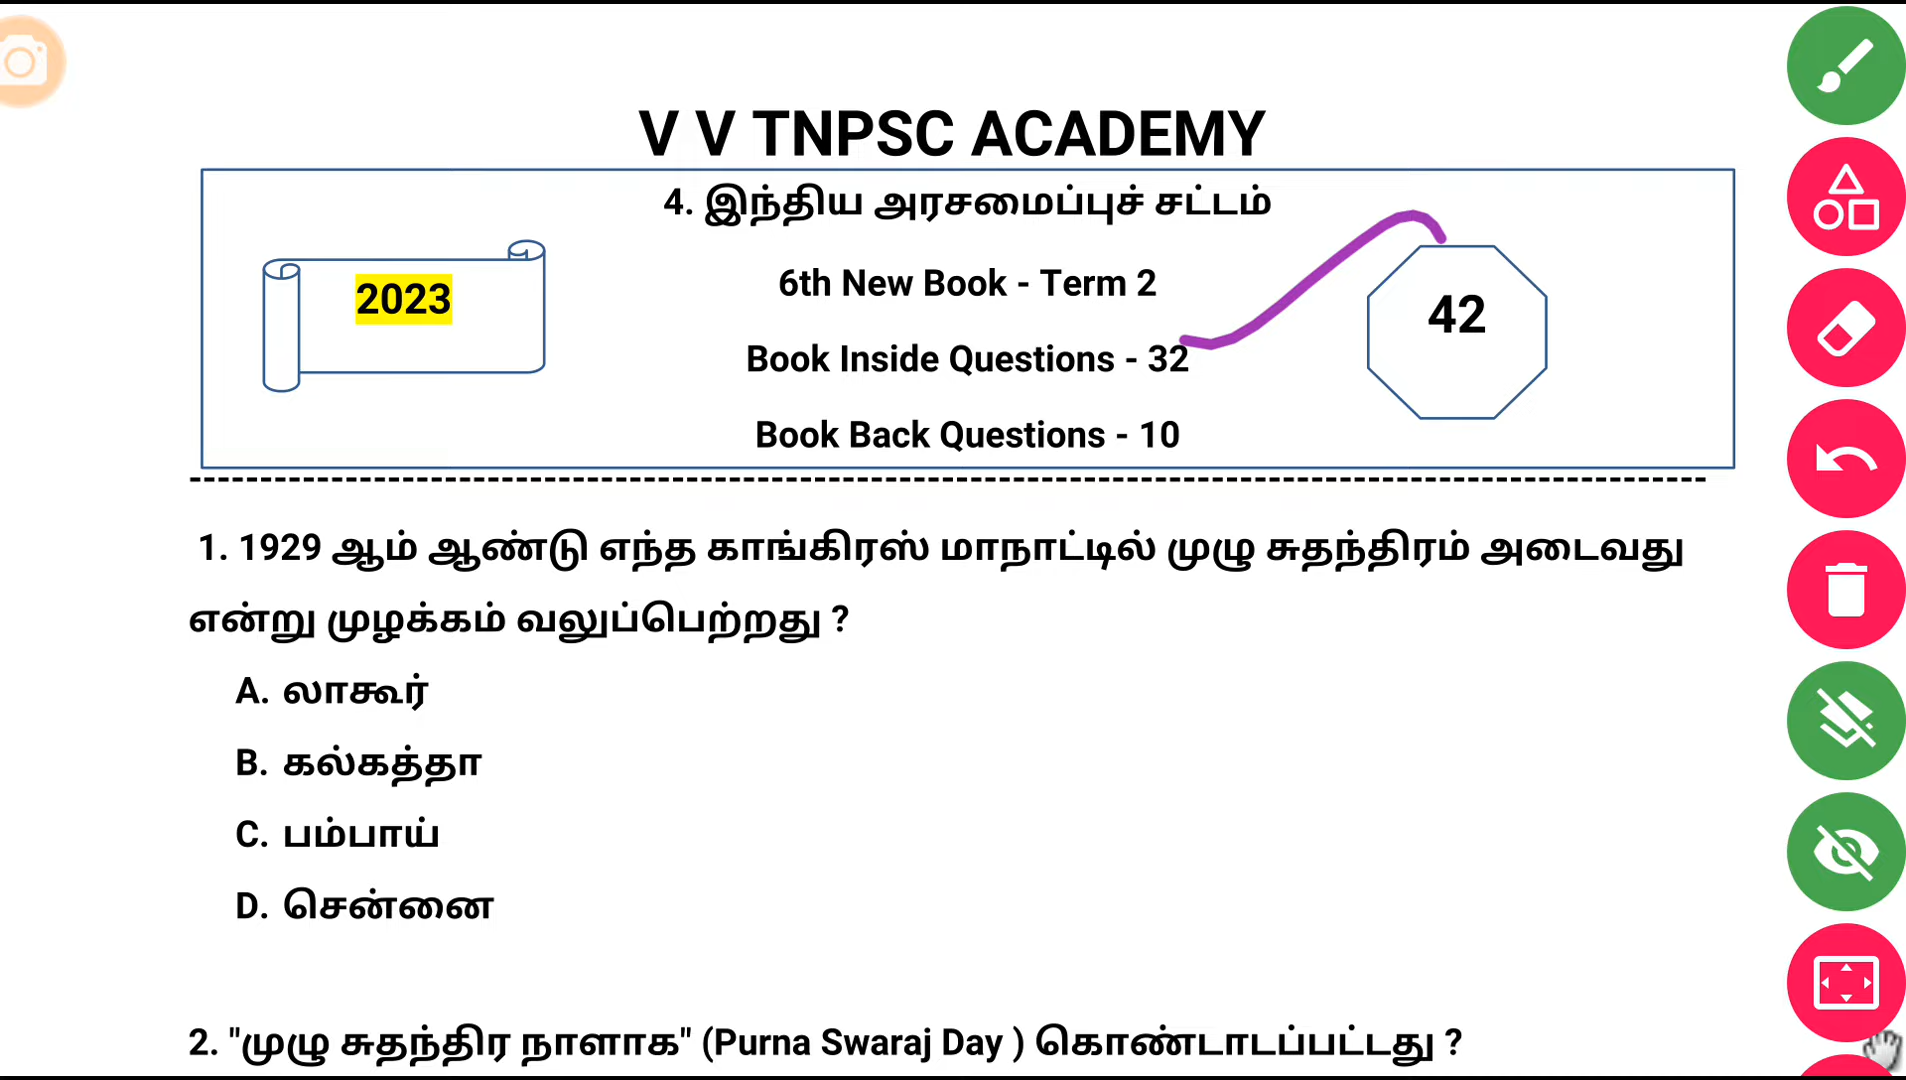 V V TNPSC ACADEMY
4. இந்திய அரசமைப்புச் சட்டம்
2023
6th New Book - Term 2
42
Book Inside Questions - 32
Book Back Questions - 10
1. 1929 ஆம் ஆண்டு எந்த காங்கிரஸ் மாநாட்டில் முழு சுதந்திரம் அடைவது
என்று முழக்கம் வலுப்பெற்றது ?
A. லாகூர்
B. கல்கத்தா
C. பம்பாய்
D. சென்னை
2. "முழு சுதந்திர நாளாக" (Purna Swaraj Day ) கொண்டாடப்பட்டது ?